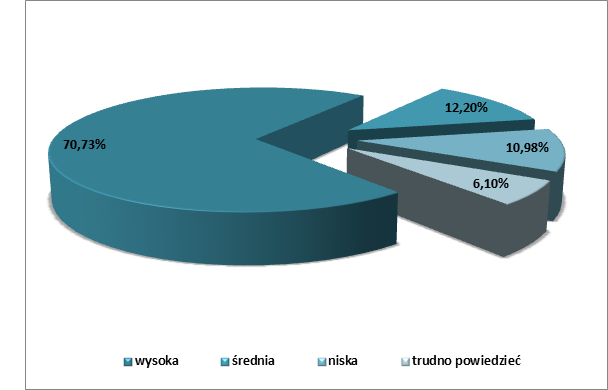 12,20%
70,73%
10,98%
6,10%
wysoka średnia niska trudno powiedzieć